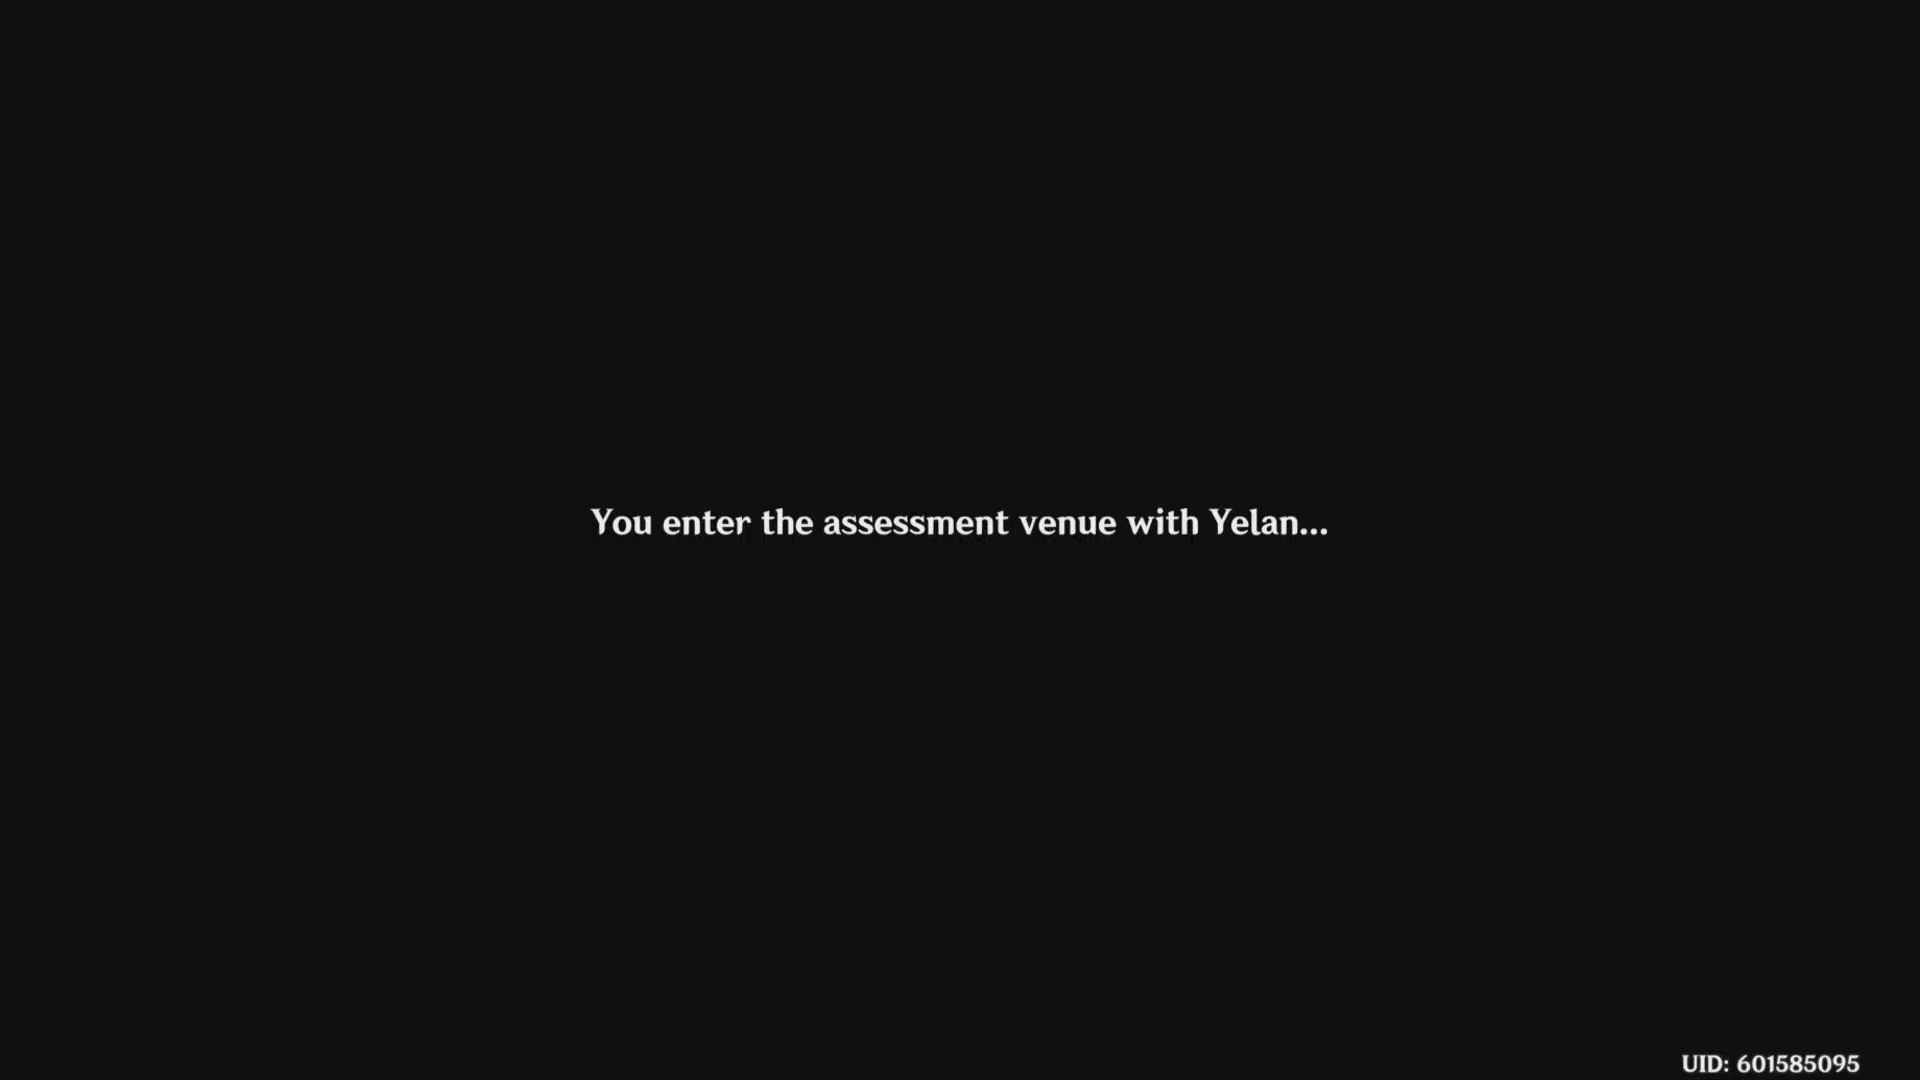 You enter the assessment venue with Yelan...
UID: 601585095